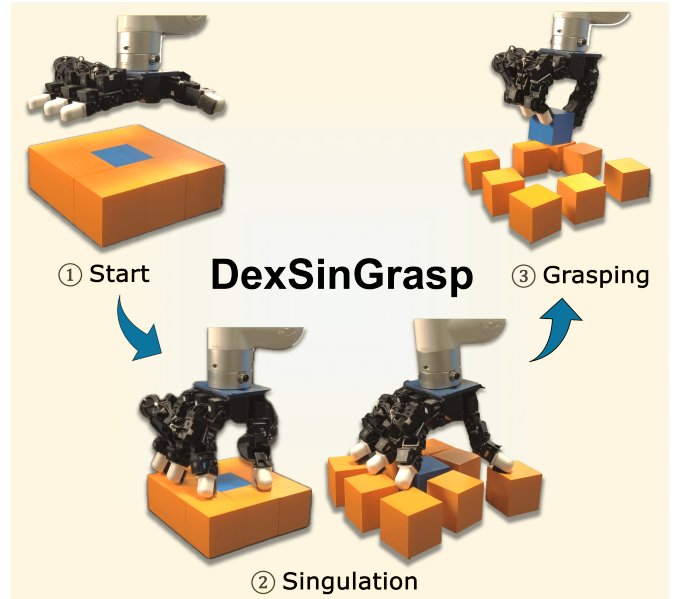 ① Start
DexSinGrasp
③ Grasping
② Singulation